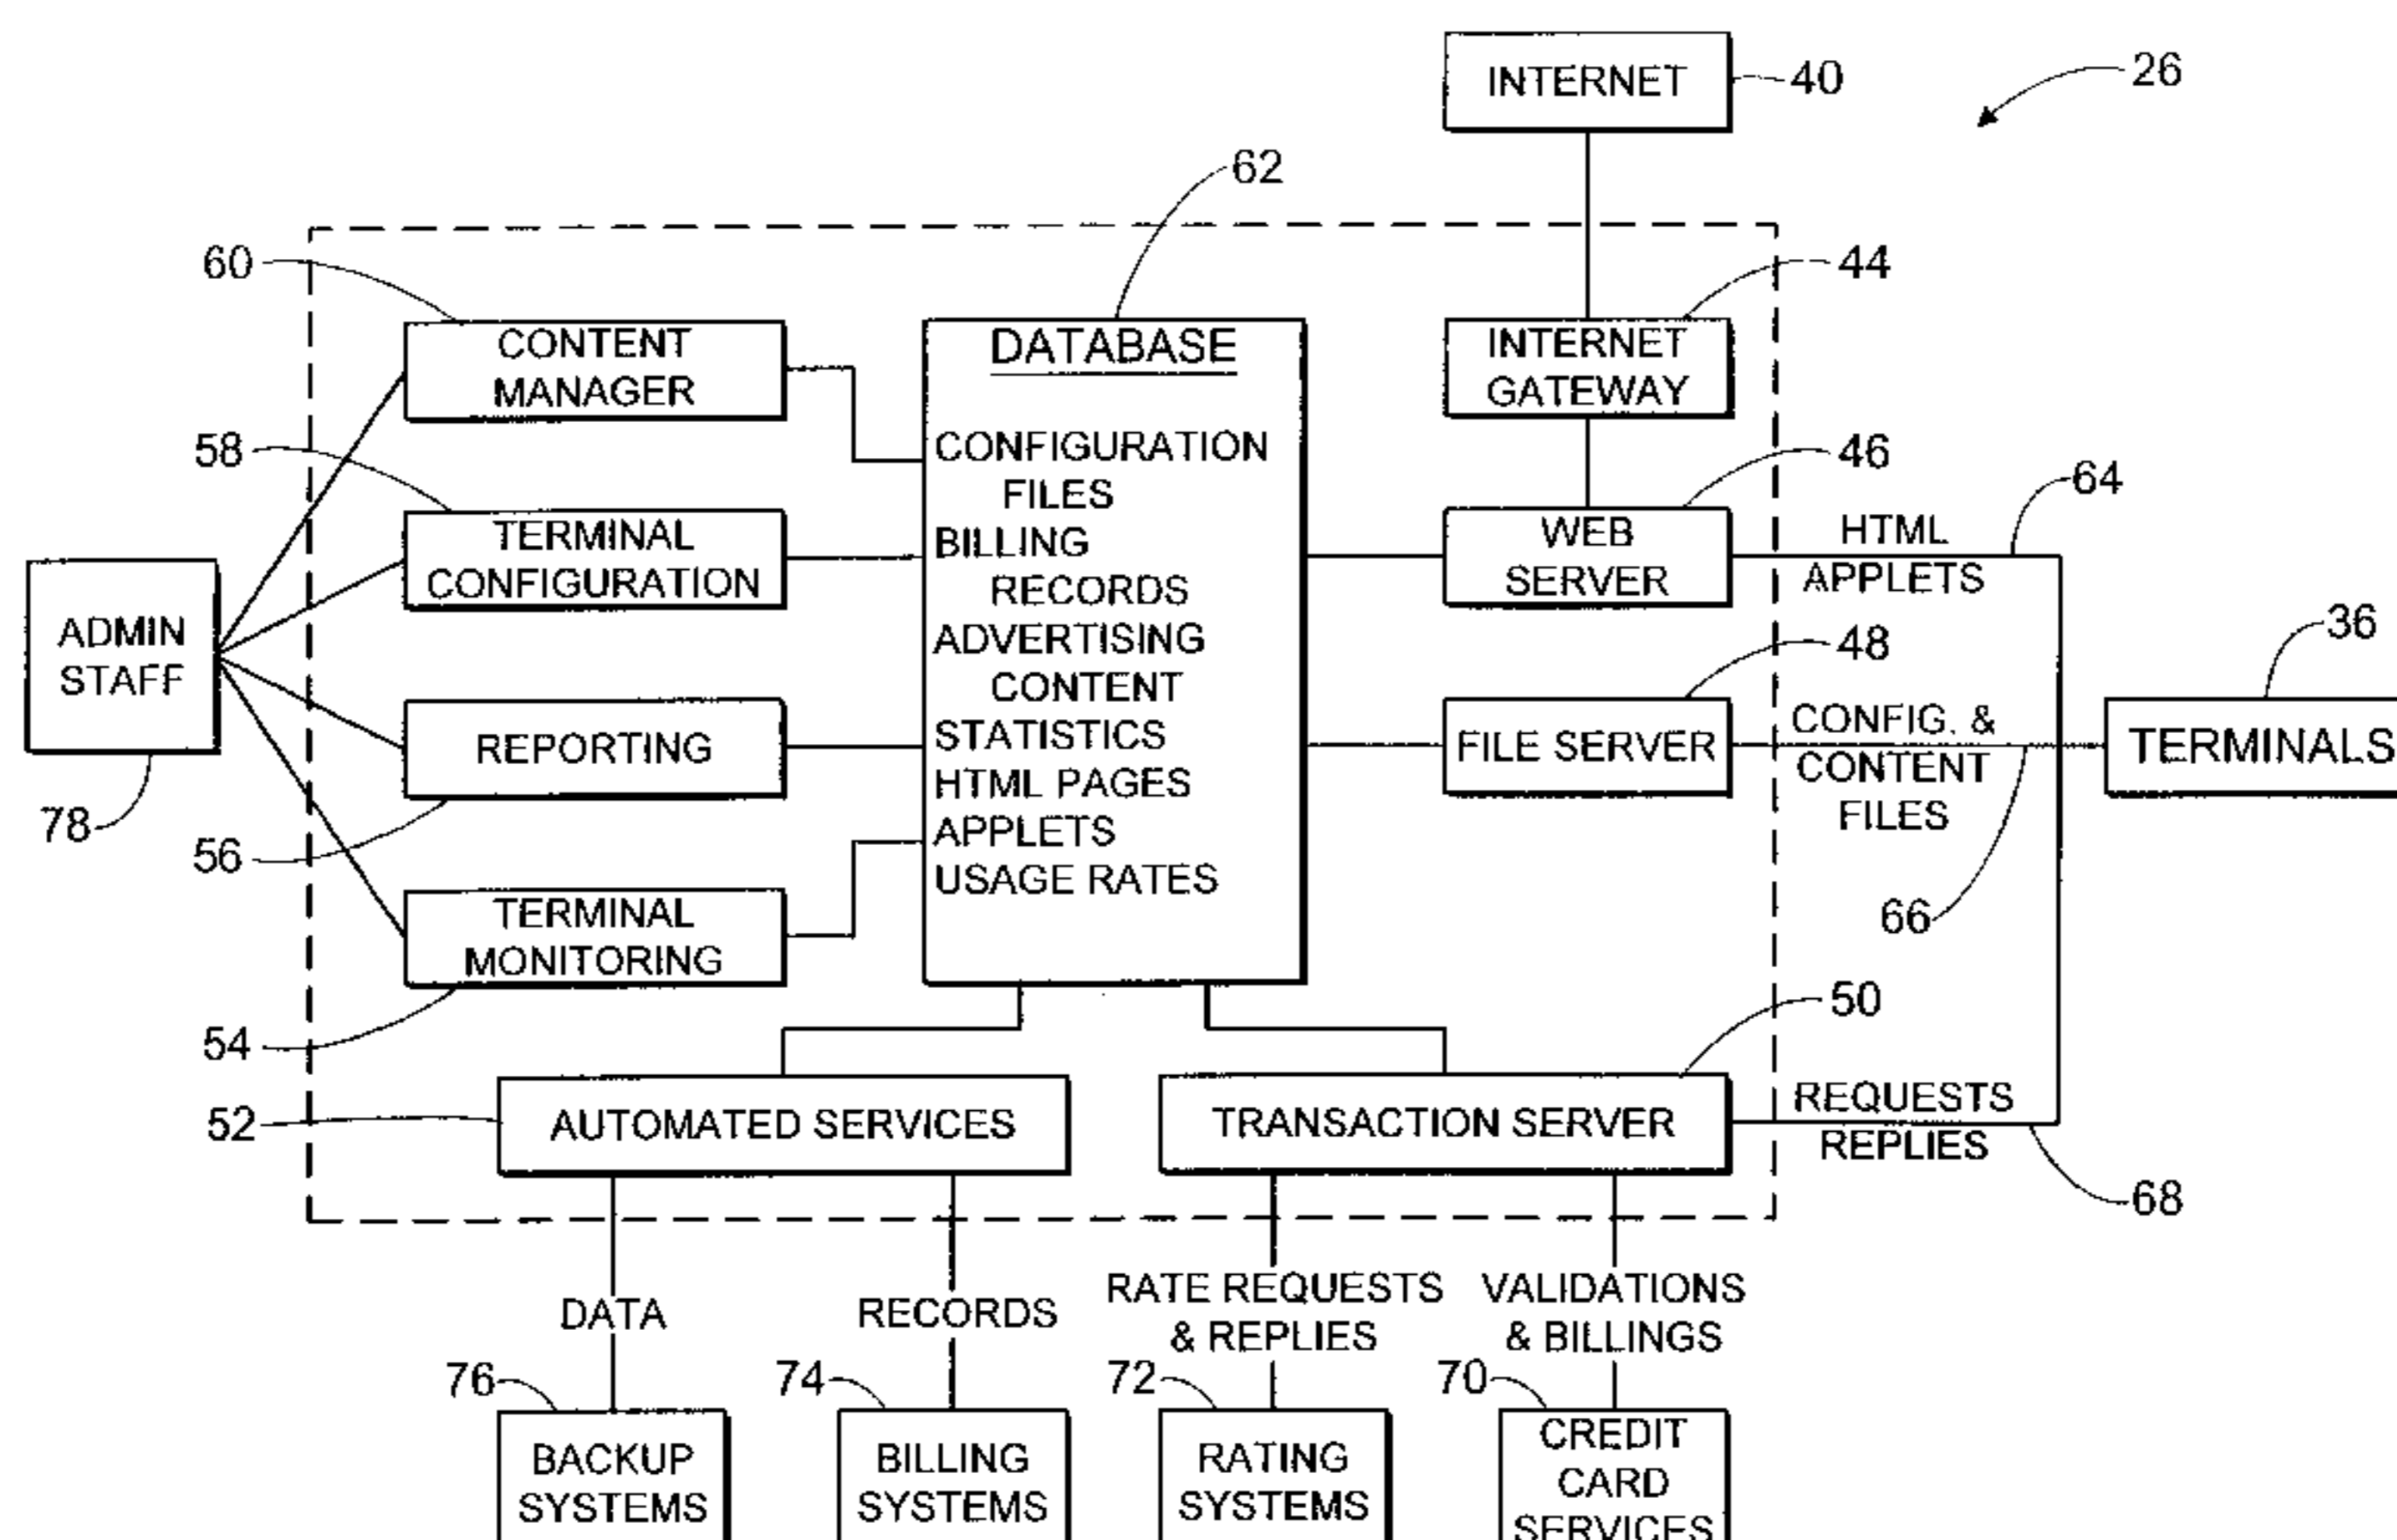 INTERNET
40
26
62
60
44
CONTENT
MANAGER
DATABASE
INTERNET
GATEWAY
CONFIGURATION
FILES
BILLING
RECORDS
ADVERTISING
CONTENT
STATISTICS
HTML PAGES
APPLETS
USAGE RATES
58
46
64
TERMINAL
CONFIGURATION
WEB
SERVER
HTML
APPLETS
ADMIN
STAFF
78
48
36
REPORTING
56
FILE SERVER
CONFIG. &
CONTENT
FILES
TERMINALS
66
TERMINAL
MONITORING
54
50
52
AUTOMATED SERVICES
TRANSACTION SERVER
REQUESTS
REPLIES
68
DATA
RECORDS
RATE REQUESTS
& REPLIES
VALIDATIONS
& BILLINGS
76
74
72
70
BACKUP
SYSTEMS
BILLING
SYSTEMS
RATING
SYSTEMS
CREDIT
CARD
SERVICES